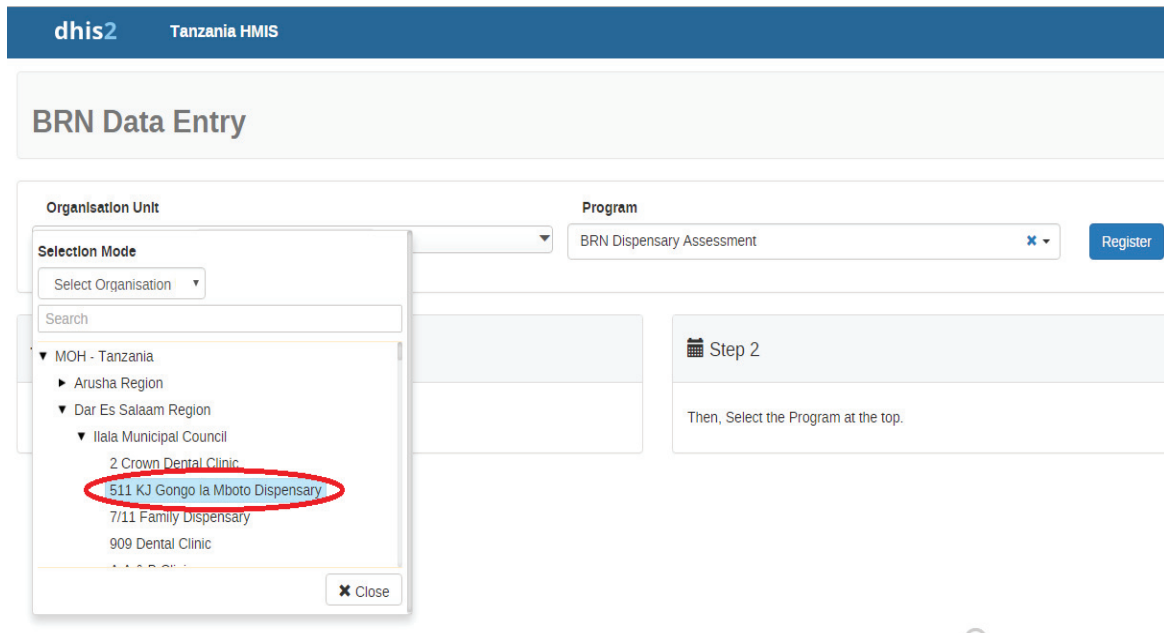 dhis2 Tanzania HMIS
BRN Data Entry
Organisation Unit
Program
BRN Dispensary Assessment
Register
Selection Mode
Select Organisation
Search
MOH - Tanzania
Arusha Region
Dar Es Salaam Region
Ilala Municipal Council
2 Crown Dental Clinic
511 KJ Gongo la Mboto Dispensary
7/11 Family Dispensary
909 Dental Clinic
Close
Step 2
Then, Select the Program at the top.